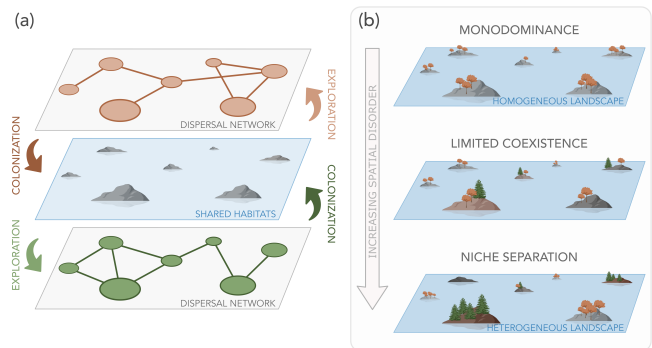 (a)
DISPERSAL NETWORK
EXPLORATION
COLONIZATION
SHARED HABITATS
COLONIZATION
EXPLORATION
DISPERSAL NETWORK
(b)
INCREASING SPATIAL DISORDER
MONODOMINANCE
HOMOGENEOUS LANDSCAPE
LIMITED COEXISTENCE
NICHE SEPARATION
HETEROGENEOUS LANDSCAPE